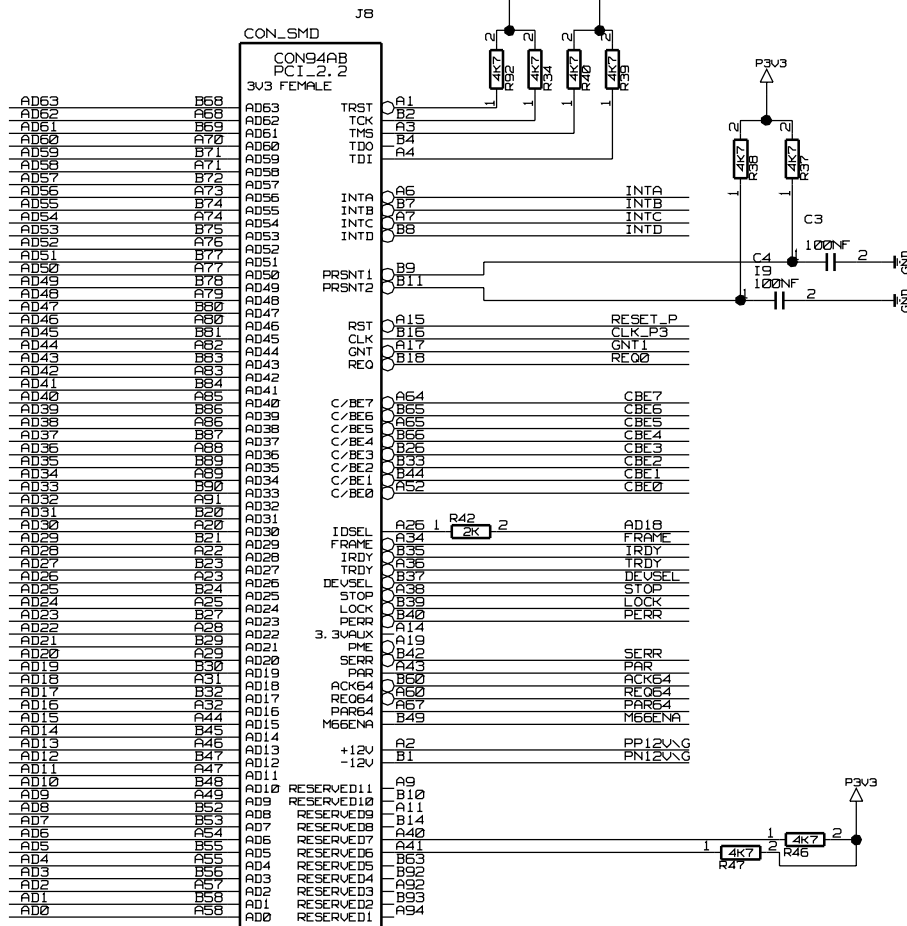 J8
CON_SMD
CON94AB
PCI_2.2
3V3 FEMALE
AD63 B68 AD63
AD62 A68 AD62
AD61 B69 AD61
AD60 A70 AD60
AD59 B71 AD59
AD58 A71 AD58
AD57 B72 AD57
AD56 A73 AD56
AD55 B74 AD55
AD54 A74 AD54
AD53 B75 AD53
AD52 A76 AD52
AD51 B77 AD51
AD50 A77 AD50
AD49 B78 AD49
AD48 A79 AD48
AD47 B80 AD47
AD46 A80 AD46
AD45 B81 AD45
AD44 A82 AD44
AD43 B83 AD43
AD42 A83 AD42
AD41 B84 AD41
AD40 A85 AD40
AD39 B86 AD39
AD38 A86 AD38
AD37 B87 AD37
AD36 A88 AD36
AD35 B89 AD35
AD34 A89 AD34
AD33 B90 AD33
AD32 A91 AD32
AD31 B20 AD31
AD30 A20 AD30
AD29 B21 AD29
AD28 A22 AD28
AD27 B23 AD27
AD26 A23 AD26
AD25 B24 AD25
AD24 A25 AD24
AD23 B27 AD23
AD22 A28 AD22
AD21 B29 AD21
AD20 A29 AD20
AD19 B30 AD19
AD18 A31 AD18
AD17 B32 AD17
AD16 A32 AD16
AD15 A44 AD15
AD14 B45 AD14
AD13 A46 AD13
AD12 B47 AD12
AD11 A47 AD11
AD10 B48 AD10
AD9 A49 AD9
AD8 B52 AD8
AD7 B53 AD7
AD6 A54 AD6
AD5 B55 AD5
AD4 A55 AD4
AD3 B56 AD3
AD2 A57 AD2
AD1 B58 AD1
AD0 A58 AD0
TRST A1
TCK B2
TMS A3
TDO B4
TDI A4
INTA A6 INTA
INTB B7 INTB
INTC A7 INTC
INTD B8 INTD
PRSNT1 B9
PRSNT2 B11
RST A15 RESET_P
CLK B16 CLK_P3
GNT A17 GNT1
REQ B18 REQ0
C/BE7 A64 CBE7
C/BE6 B65 CBE6
C/BE5 A65 CBE5
C/BE4 B66 CBE4
C/BE3 B26 CBE3
C/BE2 B33 CBE2
C/BE1 B44 CBE1
C/BE0 A52 CBE0
IDSEL A26 1 R42 2K 2 AD18
FRAME A34 FRAME
IRDY B35 IRDY
TRDY A36 TRDY
DEVSEL B37 DEVSEL
STOP A38 STOP
LOCK B39 LOCK
PERR B40 PERR
3.3VAUX A14
PME A19
SERR B42 SERR
PAR A43 PAR
ACK64 B60 ACK64
REQ64 A60 REQ64
PAR64 A67 PAR64
M66ENA B49 M66ENA
+12V A2 PP12V\G
-12V B1 PN12V\G
RESERVED11 A9
RESERVED10 B10
RESERVED9 A11
RESERVED8 B14
RESERVED7 A40
RESERVED6 A41
RESERVED5 B63
RESERVED4 B92
RESERVED3 A92
RESERVED2 B93
RESERVED1 A94
2 4K7 R92 1
2 4K7 R34 1
2 4K7 R40 1
2 4K7 R39 1
P3V3
2 4K7 R38 1
2 4K7 R37 1
C3
1 100NF 2 GND
C4
I9
1 100NF 2 GND
P3V3
1 4K7 2 R46
1 4K7 2 R47